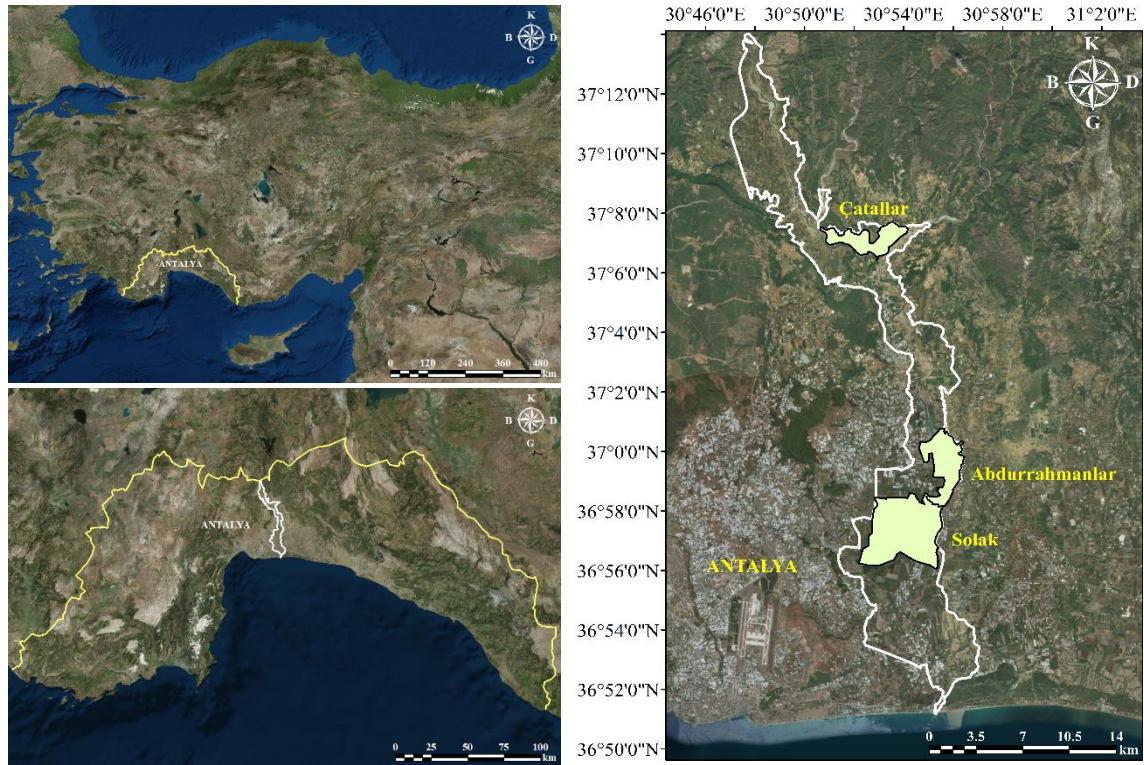 K
B D
G
ANTALYA
0 120 240 360 480
km
K
B D
G
ANTALYA
0 25 50 75 100
km
30°46'0"E 30°50'0"E 30°54'0"E 30°58'0"E 31°2'0"E
K
B D
G
37°12'0"N
37°10'0"N
37°8'0"N
Çatallar
37°6'0"N
37°4'0"N
37°2'0"N
37°0'0"N
Abdurrahmanlar
36°58'0"N
Solak
ANTALYA
36°56'0"N
36°54'0"N
36°52'0"N
36°50'0"N
0 3.5 7 10.5 14
km